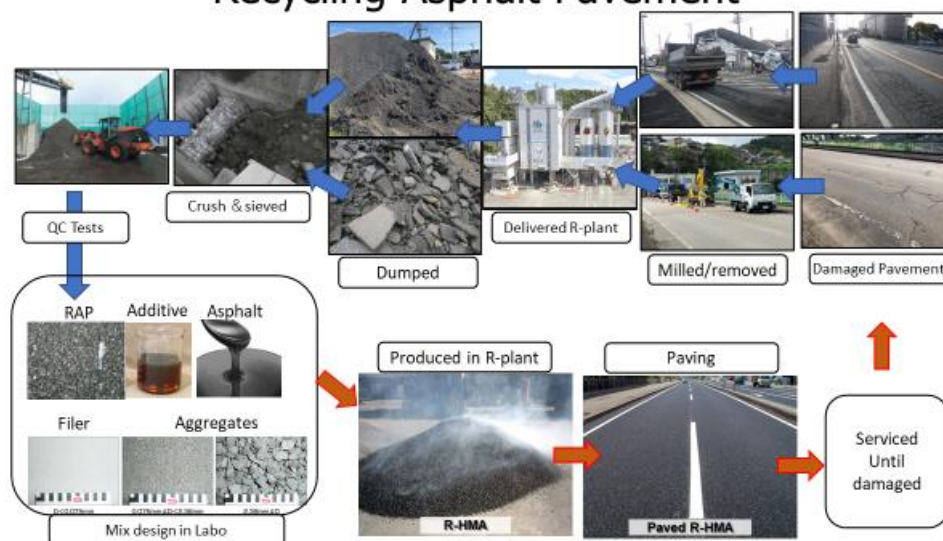 Recycling Asphalt Pavement
Crush & sieved
Delivered R-plant
QC Tests
Dumped
Milled/removed
Damaged Pavement
RAP
Additive
Asphalt
Produced in R-plant
Paving
Filer
Aggregates
Serviced
Until
damaged
R-HMA
Paved R-HMA
Mix design in Labo